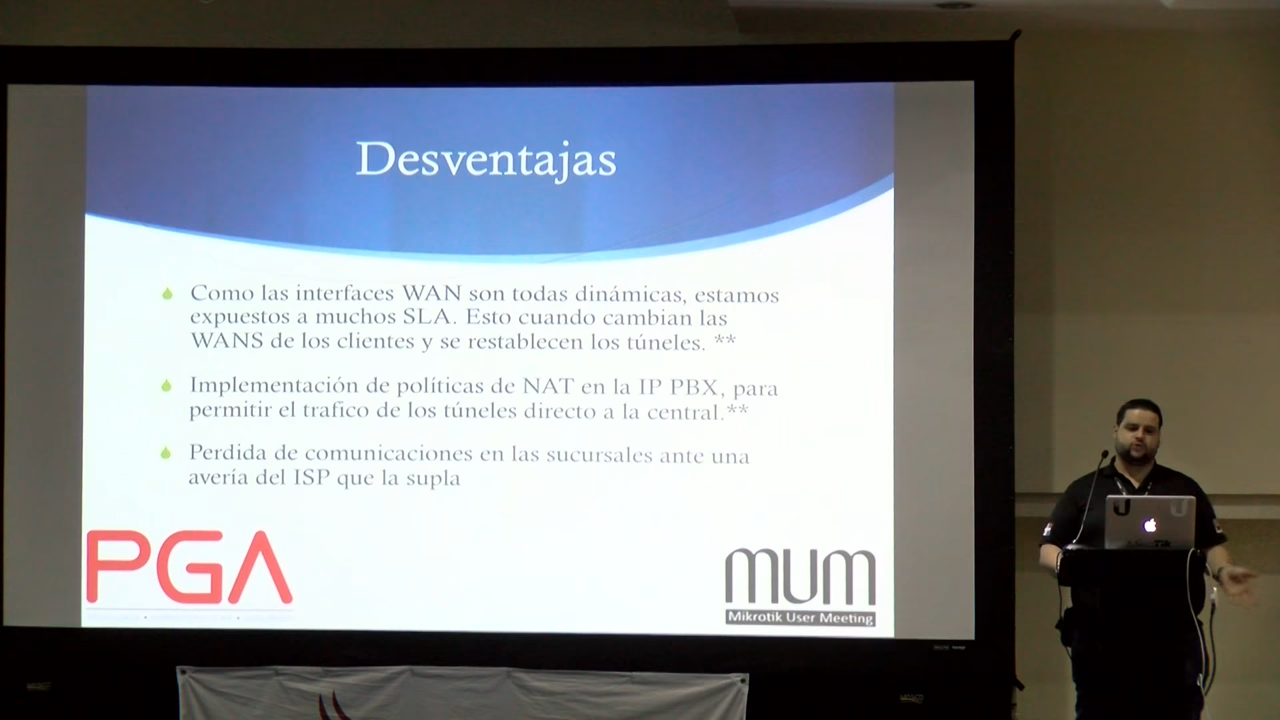 Desventajas
Como las interfaces WAN son todas dinámicas, estamos
expuestos a muchos SLA. Esto cuando cambian las
WANS de los clientes y se restablecen los túneles. **
Implementación de políticas de NAT en la IP PBX, para
permitir el trafico de los túneles directo a la central.**
Perdida de comunicaciones en las sucursales ante una
avería del ISP que la supla
PGA
mum
Mikrotik User Meeting